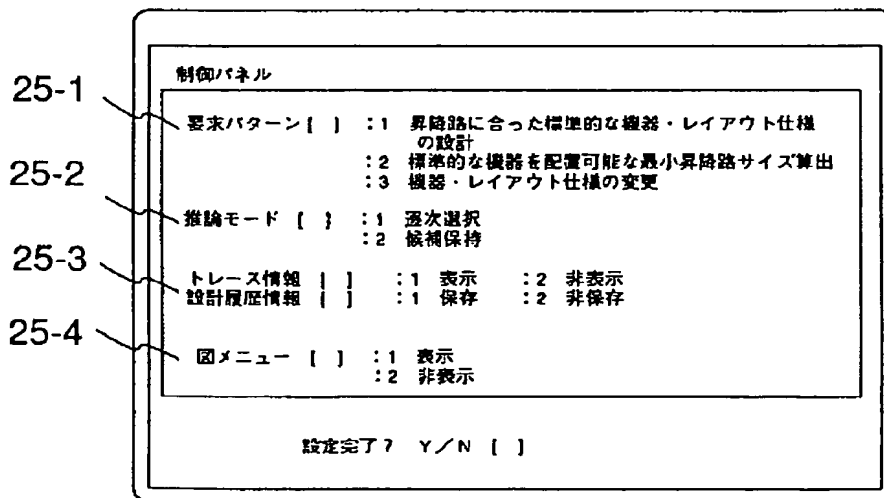 制御パネル
25-1
要求パターン [ ] :1 昇降路に合った標準的な機器・レイアウト仕様
の設計
:2 標準的な機器を配置可能な最小昇降路サイズ算出
:3 機器・レイアウト仕様の変更
25-2
推論モード [ ] :1 逐次選択
:2 候補保持
25-3
トレース情報 [ ] :1 表示 :2 非表示
設計履歴情報 [ ] :1 保存 :2 非保存
25-4
図メニュー [ ] :1 表示
:2 非表示
設定完了? Y/N [ ]